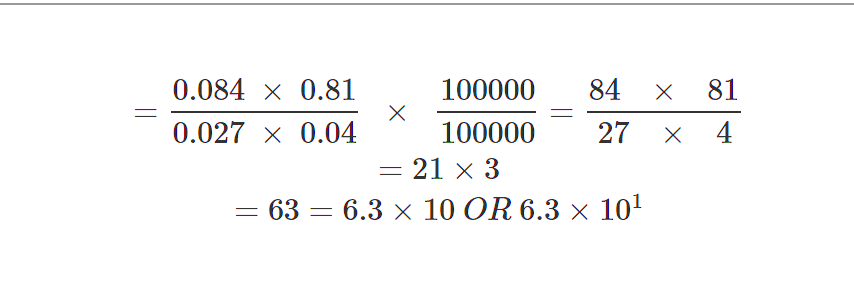 = 0.084 × 0.81 / 0.027 × 0.04 × 100000 / 100000 = 84 × 81 / 27 × 4
= 21 × 3
= 63 = 6.3 × 10 OR 6.3 × 10¹